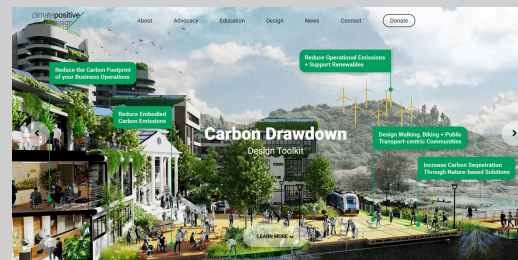 climatepositive
design
About
Advocacy
Education
Design
News
Connect
Donate
Reduce Operational Emissions
+ Support Renewables
Reduce the Carbon Footprint
of your Business Operations
Reduce Embodied
Carbon Emissions
Carbon Drawdown
Design Toolkit
Design Walking, Biking + Public
Transport-centric Communities
Increase Carbon Seqestration
Through Nature-based Solutions
LEARN MORE